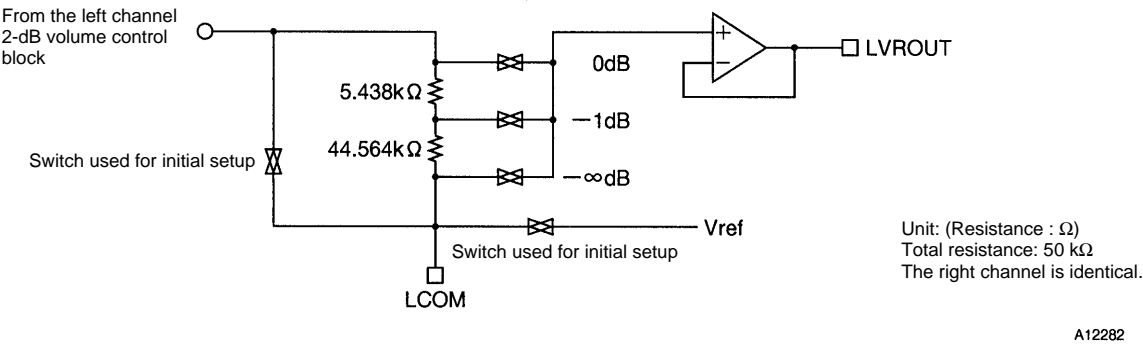 From the left channel
2-dB volume control
block
0dB
LVROUT
5.438kΩ
−1dB
44.564kΩ
Switch used for initial setup
−∞dB
Vref
Switch used for initial setup
LCOM
Unit: (Resistance : Ω)
Total resistance: 50 kΩ
The right channel is identical.
A12282